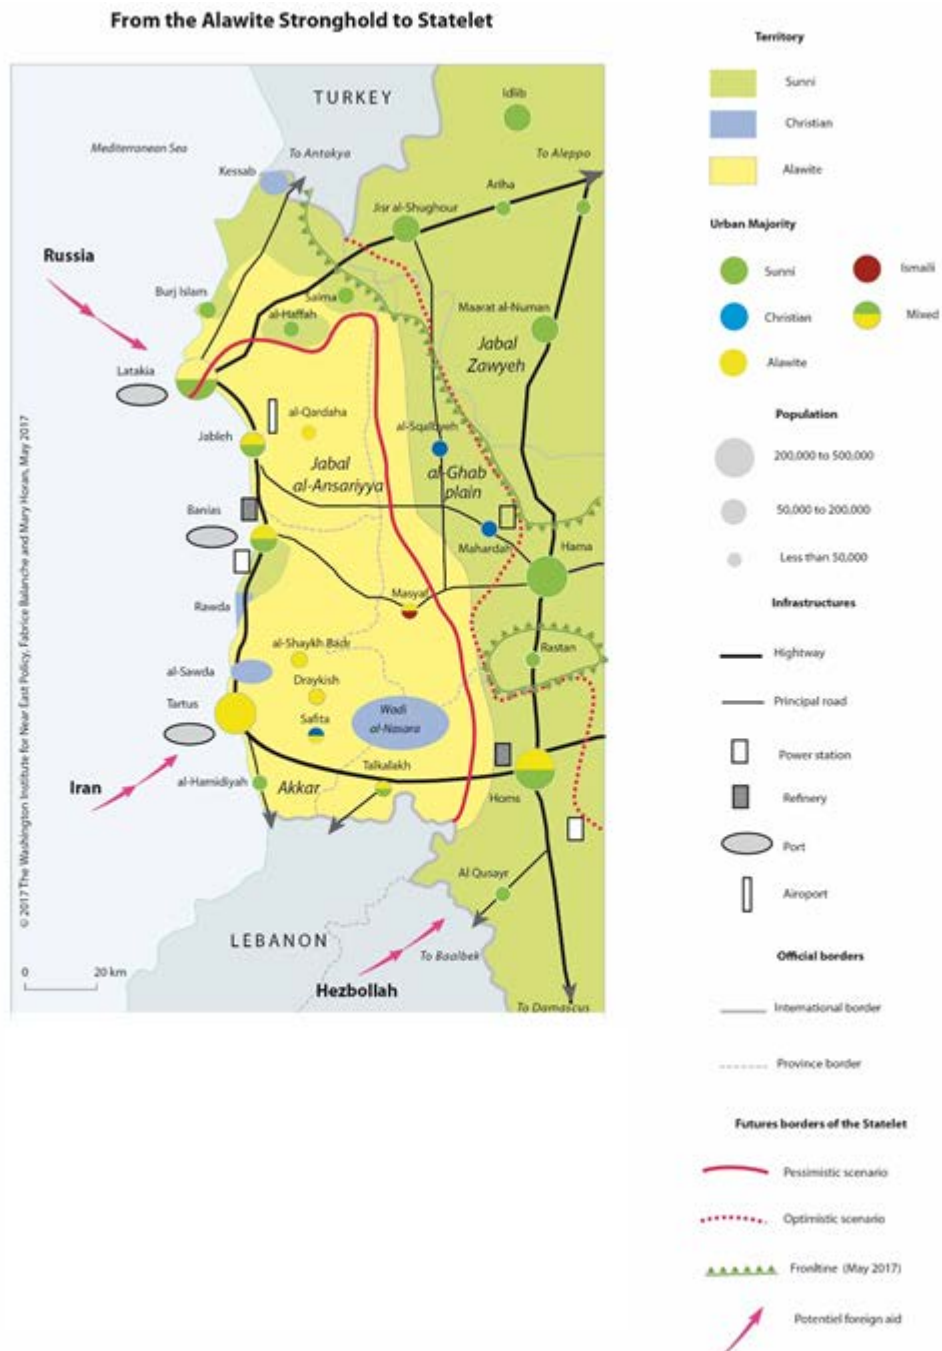 From the Alawite Stronghold to Statelet
TURKEY
Idlib
Mediterranean Sea
To Antakya
To Aleppo
Kessab
Ariha
Jisr al-Shughour
Russia
Burj Islam
Salma
al-Haffah
Maarat al-Numan
Jabal
Zawyeh
Latakia
al-Qardaha
al-Sqalbyeh
Jableh
Jabal
al-Ansariyya
al-Ghab
plain
Banias
Mahardah
Hama
Masyaf
Rawda
al-Shaykh Badr
Rastan
al-Sawda
Draykish
Tartus
Safita
Wadi
al-Nasara
Talkalakh
Iran
al-Hamidiyah
Akkar
Homs
Al Qusayr
LEBANON
To Baalbek
0 20 km
Hezbollah
To Damascus
© 2017 The Washington Institute for Near East Policy, Fabrice Balanche and Mary Horan, May 2017
Territory
Sunni
Christian
Alawite
Urban Majority
Sunni
Ismaili
Christian
Mixed
Alawite
Population
200,000 to 500,000
50,000 to 200,000
Less than 50,000
Infrastructures
Hightway
Principal road
Power station
Refinery
Port
Airoport
Official borders
International border
Province border
Futures borders of the Statelet
Pessimistic scenario
Optimistic scenario
Fronltine (May 2017)
Potentiel foreign aid